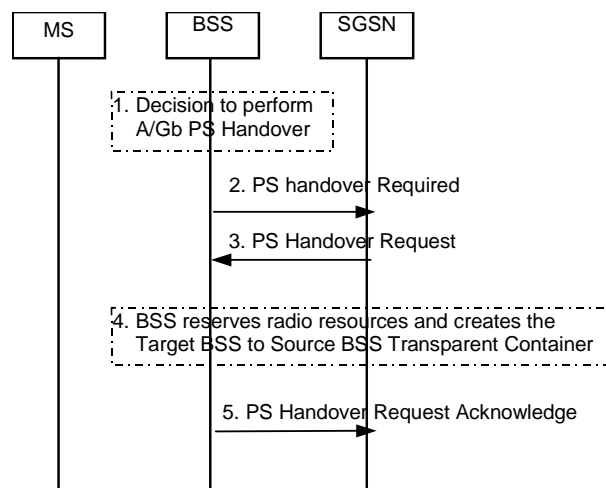 MS
BSS
SGSN
1. Decision to perform
A/Gb PS Handover
2. PS handover Required
3. PS Handover Request
4. BSS reserves radio resources and creates the
Target BSS to Source BSS Transparent Container
5. PS Handover Request Acknowledge